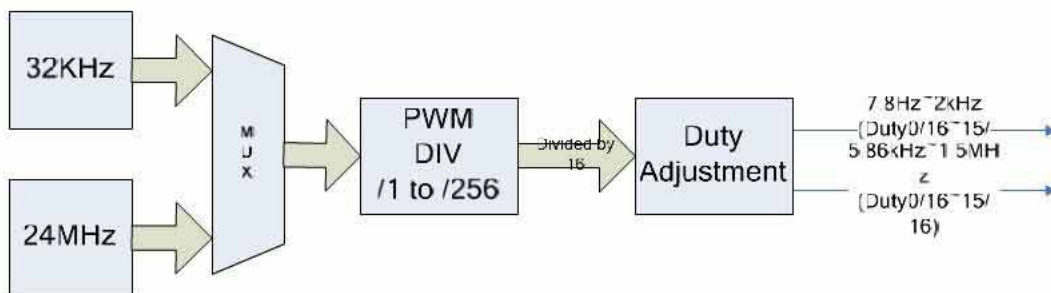 32KHz
24MHz
M
U
X
PWM
DIV
/1 to /256
Divided by
16
Duty
Adjustment
7.8Hz~2kHz
(Duty0/16~15/
5.86kHz~1.5MH
z
(Duty0/16~15/
16)